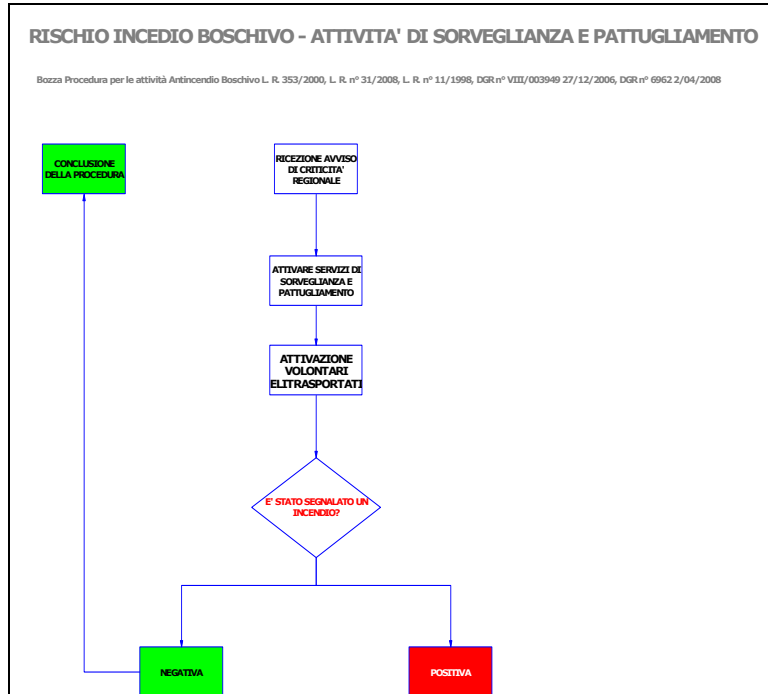 RISCHIO INCEDIO BOSCHIVO - ATTIVITA' DI SORVEGLIANZA E PATTUGLIAMENTO
Bozza Procedura per le attività Antincendio Boschivo L. R. 353/2000, L. R. n° 31/2008, L. R. n° 11/1998, DGR n° VIII/003949 27/12/2006, DGR n° 6962 2/04/2008
CONCLUSIONE
DELLA PROCEDURA
RICEZIONE AVVISO
DI CRITICITA'
REGIONALE
ATTIVARE SERVIZI DI
SORVEGLIANZA E
PATTUGLIAMENTO
ATTIVAZIONE
VOLONTARI
ELITRASPORTATI
E' STATO SEGNALATO UN
INCENDIO?
NEGATIVA
POSITIVA